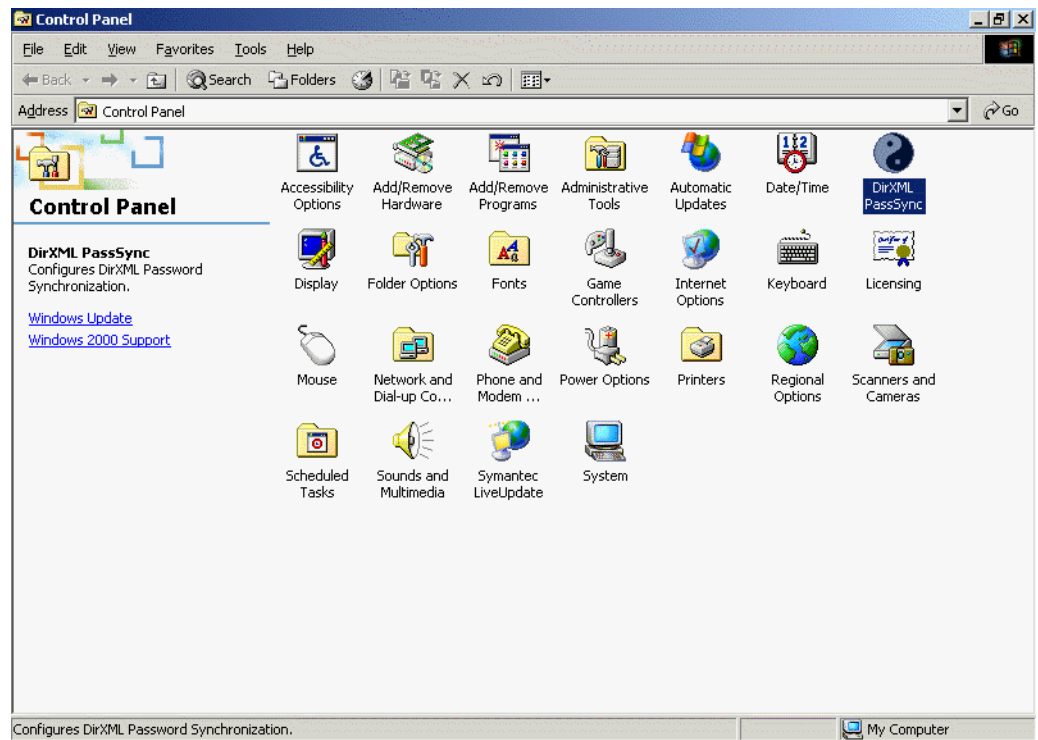 Control Panel
File Edit View Favorites Tools Help
Back Search Folders
Address Control Panel Go
Control Panel
DirXML PassSync
Configures DirXML Password
Synchronization.
Windows Update
Windows 2000 Support
Accessibility
Options
Add/Remove
Hardware
Add/Remove
Programs
Administrative
Tools
Automatic
Updates
Date/Time
DirXML
PassSync
Display
Folder Options
Fonts
Game
Controllers
Internet
Options
Keyboard
Licensing
Mouse
Network and
Dial-up Co...
Phone and
Modem ...
Power Options
Printers
Regional
Options
Scanners and
Cameras
Scheduled
Tasks
Sounds and
Multimedia
Symantec
LiveUpdate
System
Configures DirXML Password Synchronization.
My Computer